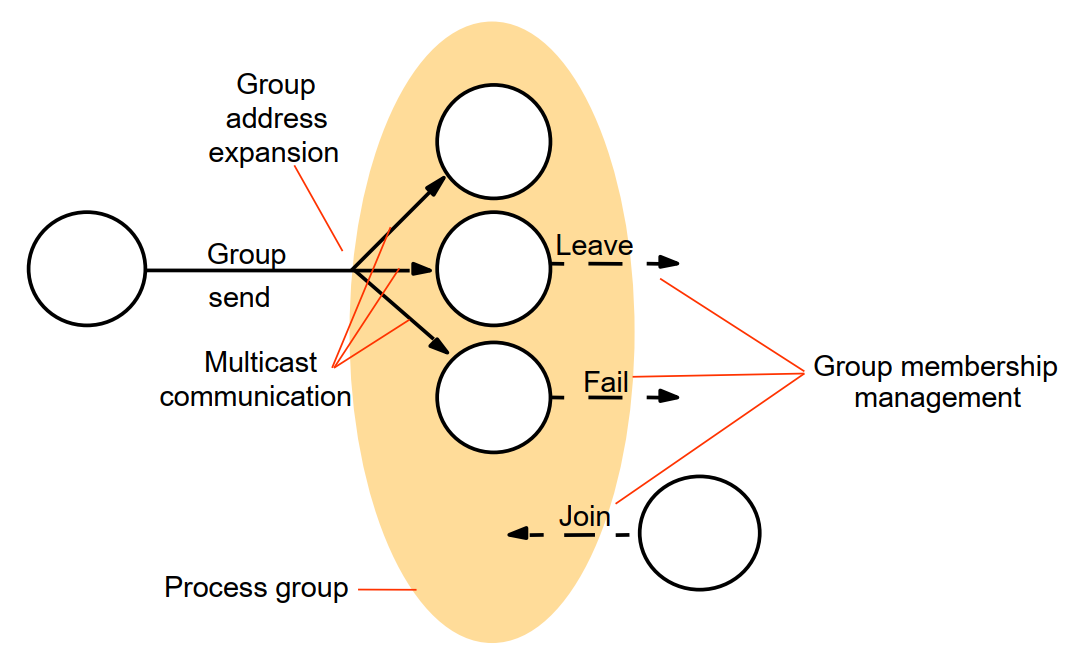 Group
address
expansion
Group
send
Leave
Multicast
communication
Fail
Group membership
management
Join
Process group